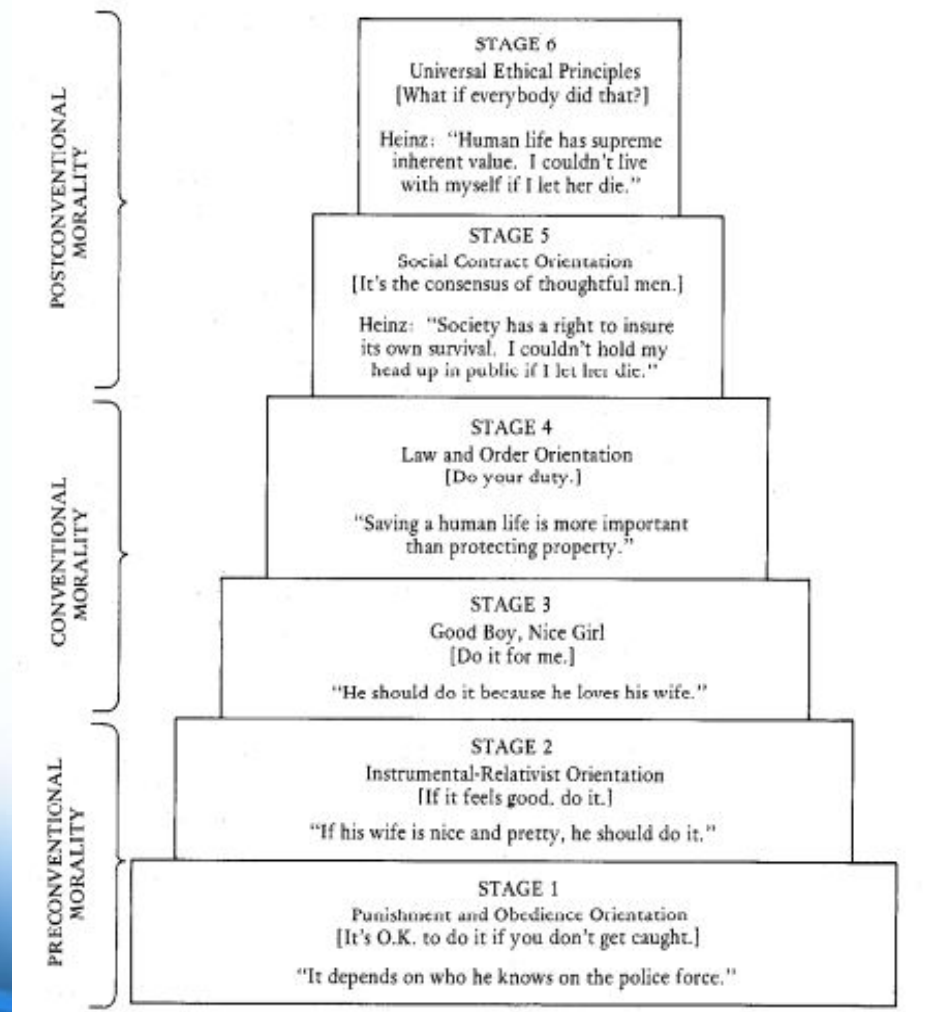 POSTCONVENTIONAL
MORALITY
STAGE 6
Universal Ethical Principles
[What if everybody did that?]
Heinz: "Human life has supreme
inherent value. I couldn't live
with myself if I let her die."
STAGE 5
Social Contract Orientation
[It's the consensus of thoughtful men.]
Heinz: "Society has a right to insure
its own survival. I couldn't hold my
head up in public if I let her die."
CONVENTIONAL
MORALITY
STAGE 4
Law and Order Orientation
[Do your duty.]
"Saving a human life is more important
than protecting property."
STAGE 3
Good Boy, Nice Girl
[Do it for me.]
"He should do it because he loves his wife."
PRECONVENTIONAL
MORALITY
STAGE 2
Instrumental-Relativist Orientation
[If it feels good. do it.]
"If his wife is nice and pretty, he should do it."
STAGE 1
Punishment and Obedience Orientation
[It's O.K. to do it if you don't get caught.]
"It depends on who he knows on the police force."